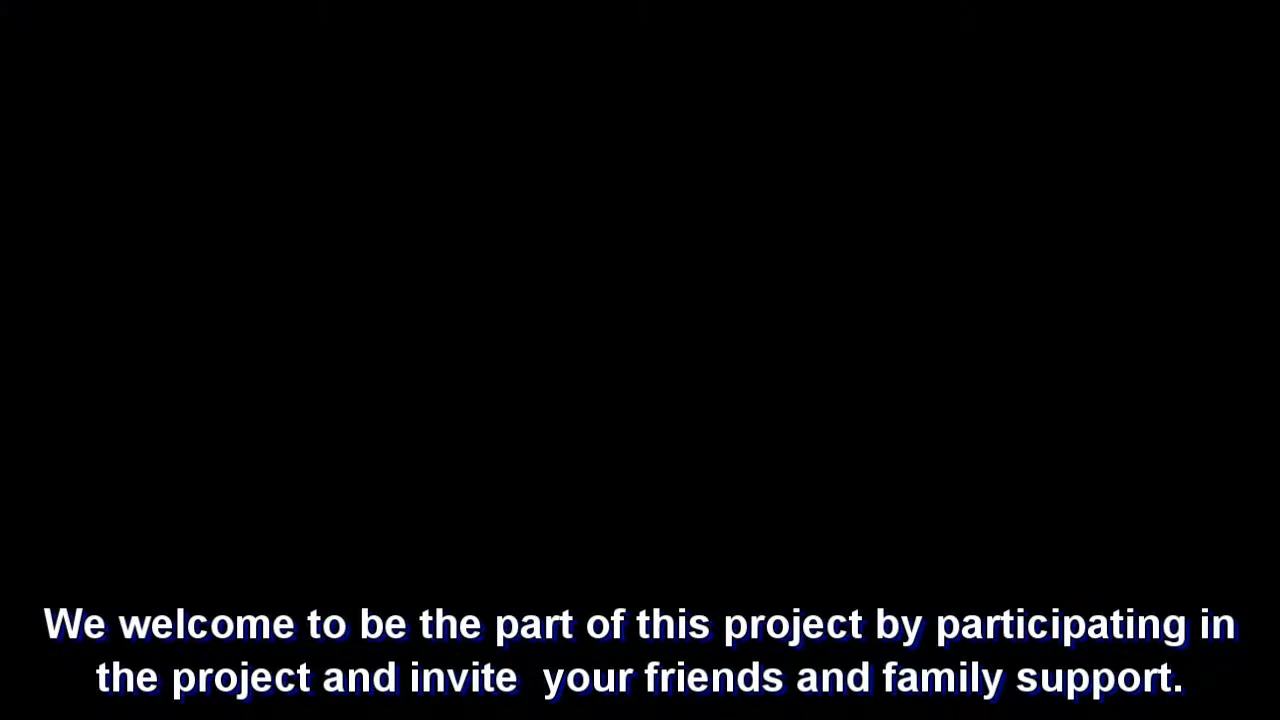 We welcome to be the part of this project by participating in
the project and invite  your friends and family support.